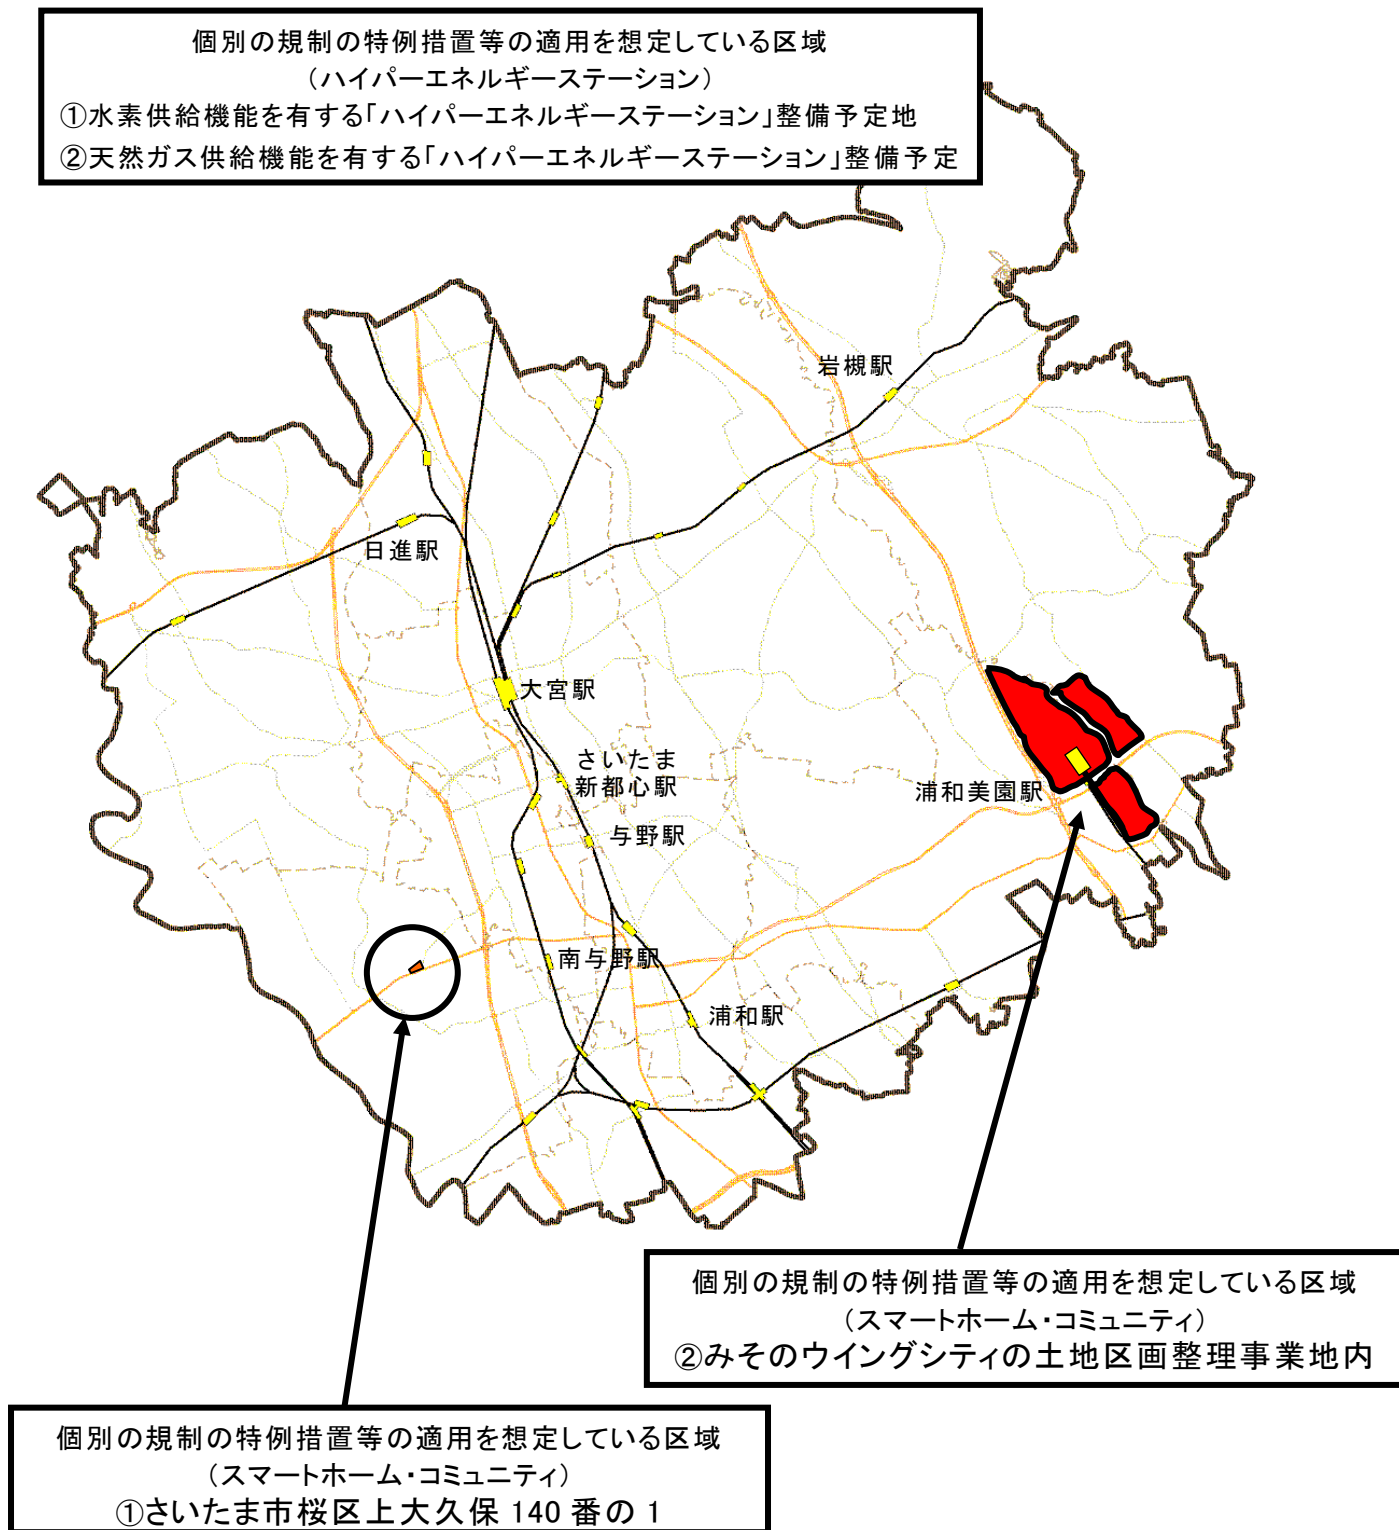 個別の規制の特例措置等の適用を想定している区域
（ハイパーエネルギーステーション）
①水素供給機能を有する「ハイパーエネルギーステーション」整備予定地
②天然ガス供給機能を有する「ハイパーエネルギーステーション」整備予定
岩槻駅
日進駅
大宮駅
さいたま
新都心駅
浦和美園駅
与野駅
南与野駅
浦和駅
個別の規制の特例措置等の適用を想定している区域
（スマートホーム・コミュニティ）
②みそのウイングシティの土地区画整理事業地内
個別の規制の特例措置等の適用を想定している区域
（スマートホーム・コミュニティ）
①さいたま市桜区上大久保 140 番の 1